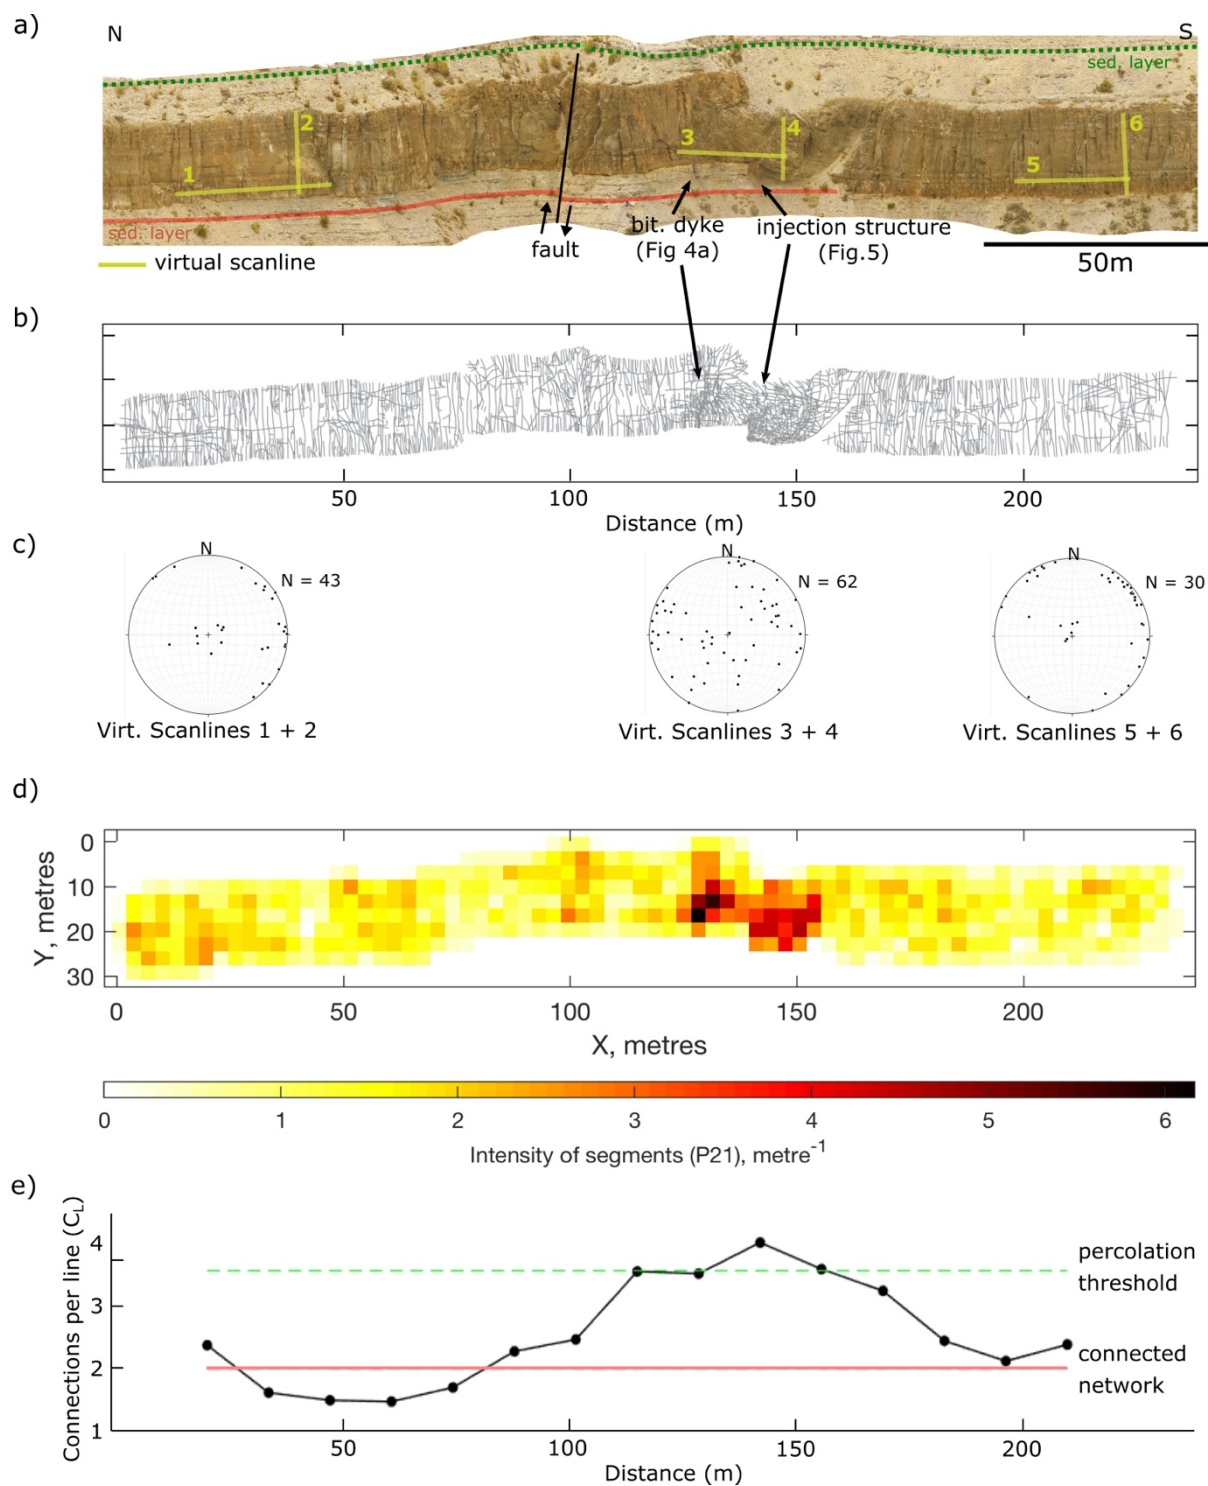 a)
N
S
sed. layer
2
4
6
3
1
5
sed. layer
fault
bit. dyke
(Fig 4a)
injection structure
(Fig.5)
virtual scanline
50m
b)
50
100
150
200
Distance (m)
c)
N
N = 43
N
N = 62
N
N = 30
Virt. Scanlines 1 + 2
Virt. Scanlines 3 + 4
Virt. Scanlines 5 + 6
d)
Y, metres
0
10
20
30
0
50
100
150
200
X, metres
0
1
2
3
4
5
6
Intensity of segments (P21), metre⁻¹
e)
Connections per line (C_L)
4
3
2
1
percolation
threshold
connected
network
50
100
150
200
Distance (m)